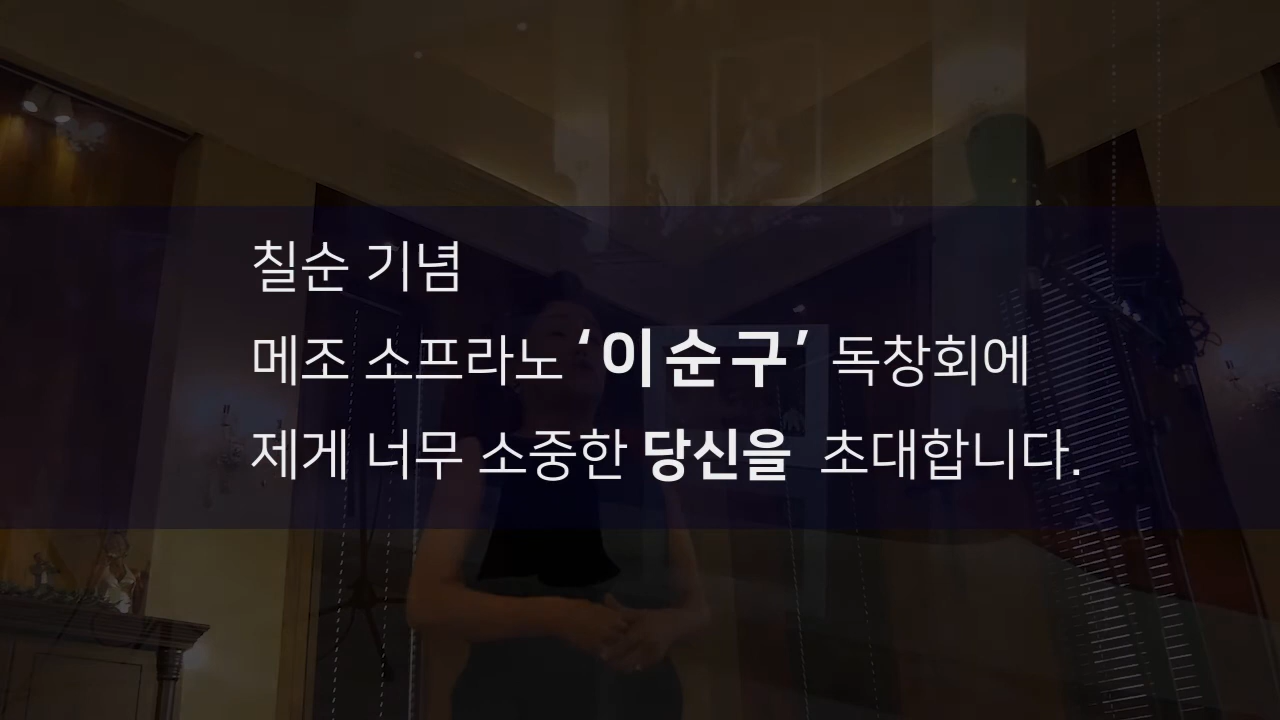 칠순 기념
메조 소프라노 ‘이순구’ 독창회에
제게 너무 소중한 당신을 초대합니다.